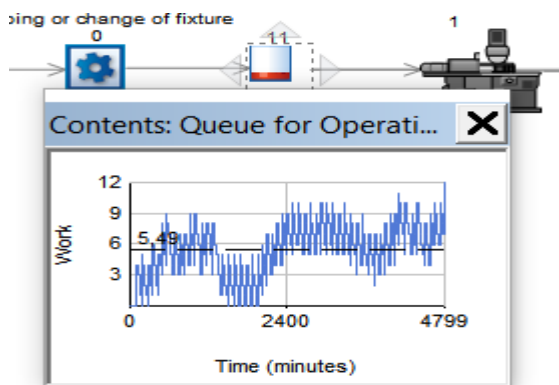 ping or change of fixture
0
11
1
Contents: Queue for Operati...
12
9
6
3
5.49
Work
0
2400
4799
Time (minutes)